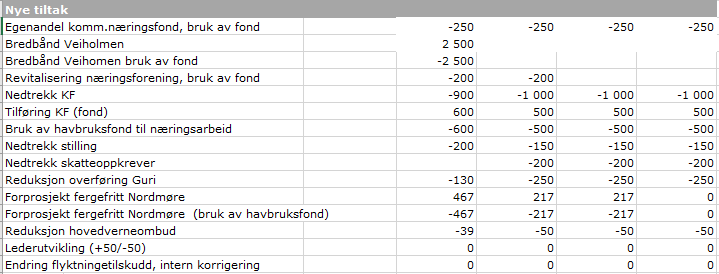 Nye tiltak
Egenandel komm.næringsfond, bruk av fond -250 -250 -250 -250
Bredbånd Veiholmen 2 500
Bredbånd Veihomen bruk av fond -2 500
Revitalisering næringsforening, bruk av fond -200 -200
Nedtrekk KF -900 -1 000 -1 000 -1 000
Tilføring KF (fond) 600 500 500 500
Bruk av havbruksfond til næringsarbeid -600 -500 -500 -500
Nedtrekk stilling -200 -150 -150 -150
Nedtrekk skatteoppkrever -200 -200 -200
Reduksjon overføring Guri -130 -250 -250 -250
Forprosjekt fergefritt Nordmøre 467 217 217 0
Forprosjekt fergefritt Nordmøre (bruk av havbruksfond) -467 -217 -217 0
Reduksjon hovedverneombud -39 -50 -50 -50
Lederutvikling (+50/-50) 0 0 0 0
Endring flyktningetilskudd, intern korrigering 0 0 0 0